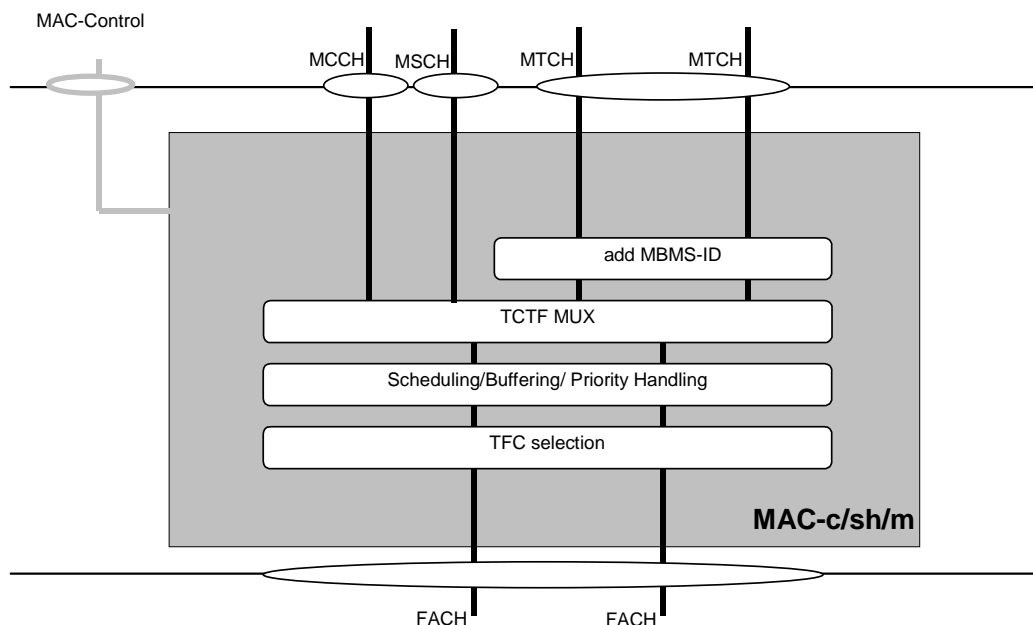 MAC-Control
MCCH
MSCH
MTCH
MTCH
add MBMS-ID
TCTF MUX
Scheduling/Buffering/ Priority Handling
TFC selection
MAC-c/sh/m
FACH
FACH